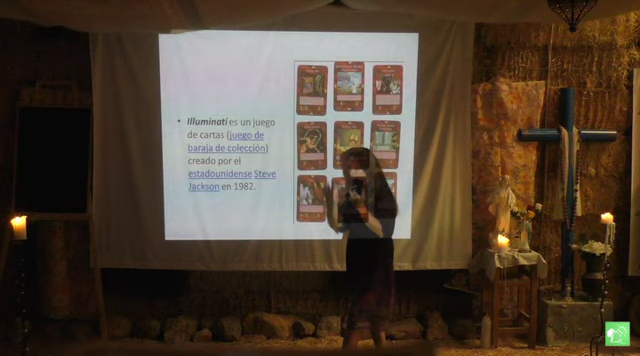 • Illuminati es un juego
de cartas (juego de
baraja de colección)
creado por el
estadounidense Steve
Jackson en 1982.